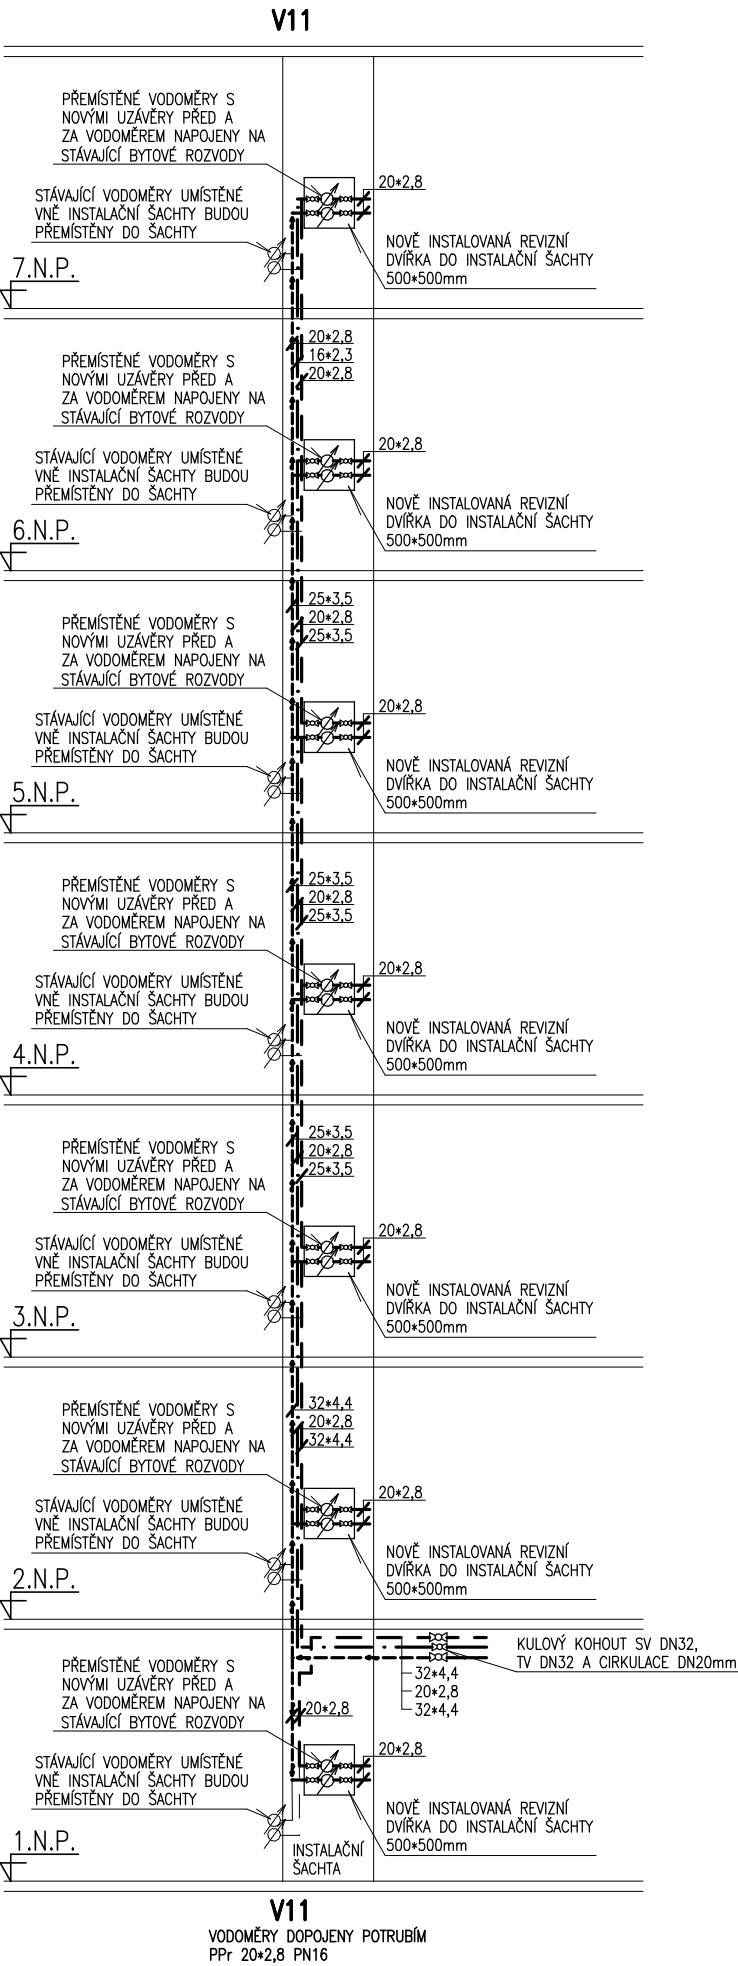 V11
PŘEMÍSTĚNÉ VODOMĚRY S
NOVÝMI UZÁVĚRY PŘED A
ZA VODOMĚREM NAPOJENY NA
STÁVAJÍCÍ BYTOVÉ ROZVODY
20*2,8
STÁVAJÍCÍ VODOMĚRY UMÍSTĚNÉ
VNĚ INSTALAČNÍ ŠACHTY BUDOU
PŘEMÍSTĚNY DO ŠACHTY
NOVĚ INSTALOVANÁ REVIZNÍ
DVÍŘKA DO INSTALAČNÍ ŠACHTY
500*500mm
7.N.P.
20*2,8
16*2,3
20*2,8
PŘEMÍSTĚNÉ VODOMĚRY S
NOVÝMI UZÁVĚRY PŘED A
ZA VODOMĚREM NAPOJENY NA
STÁVAJÍCÍ BYTOVÉ ROZVODY
20*2,8
STÁVAJÍCÍ VODOMĚRY UMÍSTĚNÉ
VNĚ INSTALAČNÍ ŠACHTY BUDOU
PŘEMÍSTĚNY DO ŠACHTY
NOVĚ INSTALOVANÁ REVIZNÍ
DVÍŘKA DO INSTALAČNÍ ŠACHTY
500*500mm
6.N.P.
25*3,5
20*2,8
25*3,5
PŘEMÍSTĚNÉ VODOMĚRY S
NOVÝMI UZÁVĚRY PŘED A
ZA VODOMĚREM NAPOJENY NA
STÁVAJÍCÍ BYTOVÉ ROZVODY
20*2,8
STÁVAJÍCÍ VODOMĚRY UMÍSTĚNÉ
VNĚ INSTALAČNÍ ŠACHTY BUDOU
PŘEMÍSTĚNY DO ŠACHTY
NOVĚ INSTALOVANÁ REVIZNÍ
DVÍŘKA DO INSTALAČNÍ ŠACHTY
500*500mm
5.N.P.
25*3,5
20*2,8
25*3,5
PŘEMÍSTĚNÉ VODOMĚRY S
NOVÝMI UZÁVĚRY PŘED A
ZA VODOMĚREM NAPOJENY NA
STÁVAJÍCÍ BYTOVÉ ROZVODY
20*2,8
STÁVAJÍCÍ VODOMĚRY UMÍSTĚNÉ
VNĚ INSTALAČNÍ ŠACHTY BUDOU
PŘEMÍSTĚNY DO ŠACHTY
NOVĚ INSTALOVANÁ REVIZNÍ
DVÍŘKA DO INSTALAČNÍ ŠACHTY
500*500mm
4.N.P.
25*3,5
20*2,8
25*3,5
PŘEMÍSTĚNÉ VODOMĚRY S
NOVÝMI UZÁVĚRY PŘED A
ZA VODOMĚREM NAPOJENY NA
STÁVAJÍCÍ BYTOVÉ ROZVODY
20*2,8
STÁVAJÍCÍ VODOMĚRY UMÍSTĚNÉ
VNĚ INSTALAČNÍ ŠACHTY BUDOU
PŘEMÍSTĚNY DO ŠACHTY
NOVĚ INSTALOVANÁ REVIZNÍ
DVÍŘKA DO INSTALAČNÍ ŠACHTY
500*500mm
3.N.P.
32*4,4
20*2,8
32*4,4
PŘEMÍSTĚNÉ VODOMĚRY S
NOVÝMI UZÁVĚRY PŘED A
ZA VODOMĚREM NAPOJENY NA
STÁVAJÍCÍ BYTOVÉ ROZVODY
20*2,8
STÁVAJÍCÍ VODOMĚRY UMÍSTĚNÉ
VNĚ INSTALAČNÍ ŠACHTY BUDOU
PŘEMÍSTĚNY DO ŠACHTY
NOVĚ INSTALOVANÁ REVIZNÍ
DVÍŘKA DO INSTALAČNÍ ŠACHTY
500*500mm
2.N.P.
KULOVÝ KOHOUT SV DN32,
TV DN32 A CIRKULACE DN20mm
32*4,4
20*2,8
32*4,4
PŘEMÍSTĚNÉ VODOMĚRY S
NOVÝMI UZÁVĚRY PŘED A
ZA VODOMĚREM NAPOJENY NA
STÁVAJÍCÍ BYTOVÉ ROZVODY
20*2,8
20*2,8
STÁVAJÍCÍ VODOMĚRY UMÍSTĚNÉ
VNĚ INSTALAČNÍ ŠACHTY BUDOU
PŘEMÍSTĚNY DO ŠACHTY
NOVĚ INSTALOVANÁ REVIZNÍ
DVÍŘKA DO INSTALAČNÍ ŠACHTY
500*500mm
1.N.P.
INSTALAČNÍ
ŠACHTA
V11
VODOMĚRY DOPOJENY POTRUBÍM
PPr 20*2,8 PN16